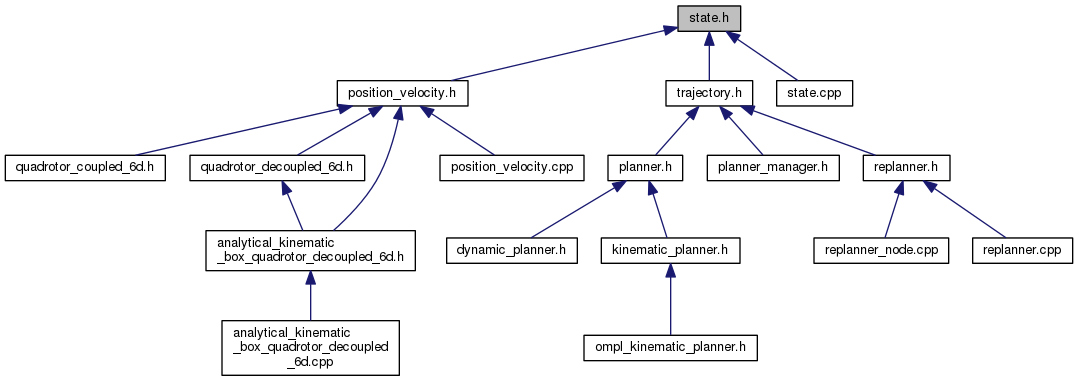 state.h
position_velocity.h
trajectory.h
state.cpp
quadrotor_coupled_6d.h
quadrotor_decoupled_6d.h
position_velocity.cpp
planner.h
planner_manager.h
replanner.h
analytical_kinematic
_box_quadrotor_decoupled_6d.h
dynamic_planner.h
kinematic_planner.h
replanner_node.cpp
replanner.cpp
analytical_kinematic
_box_quadrotor_decoupled
_6d.cpp
ompl_kinematic_planner.h